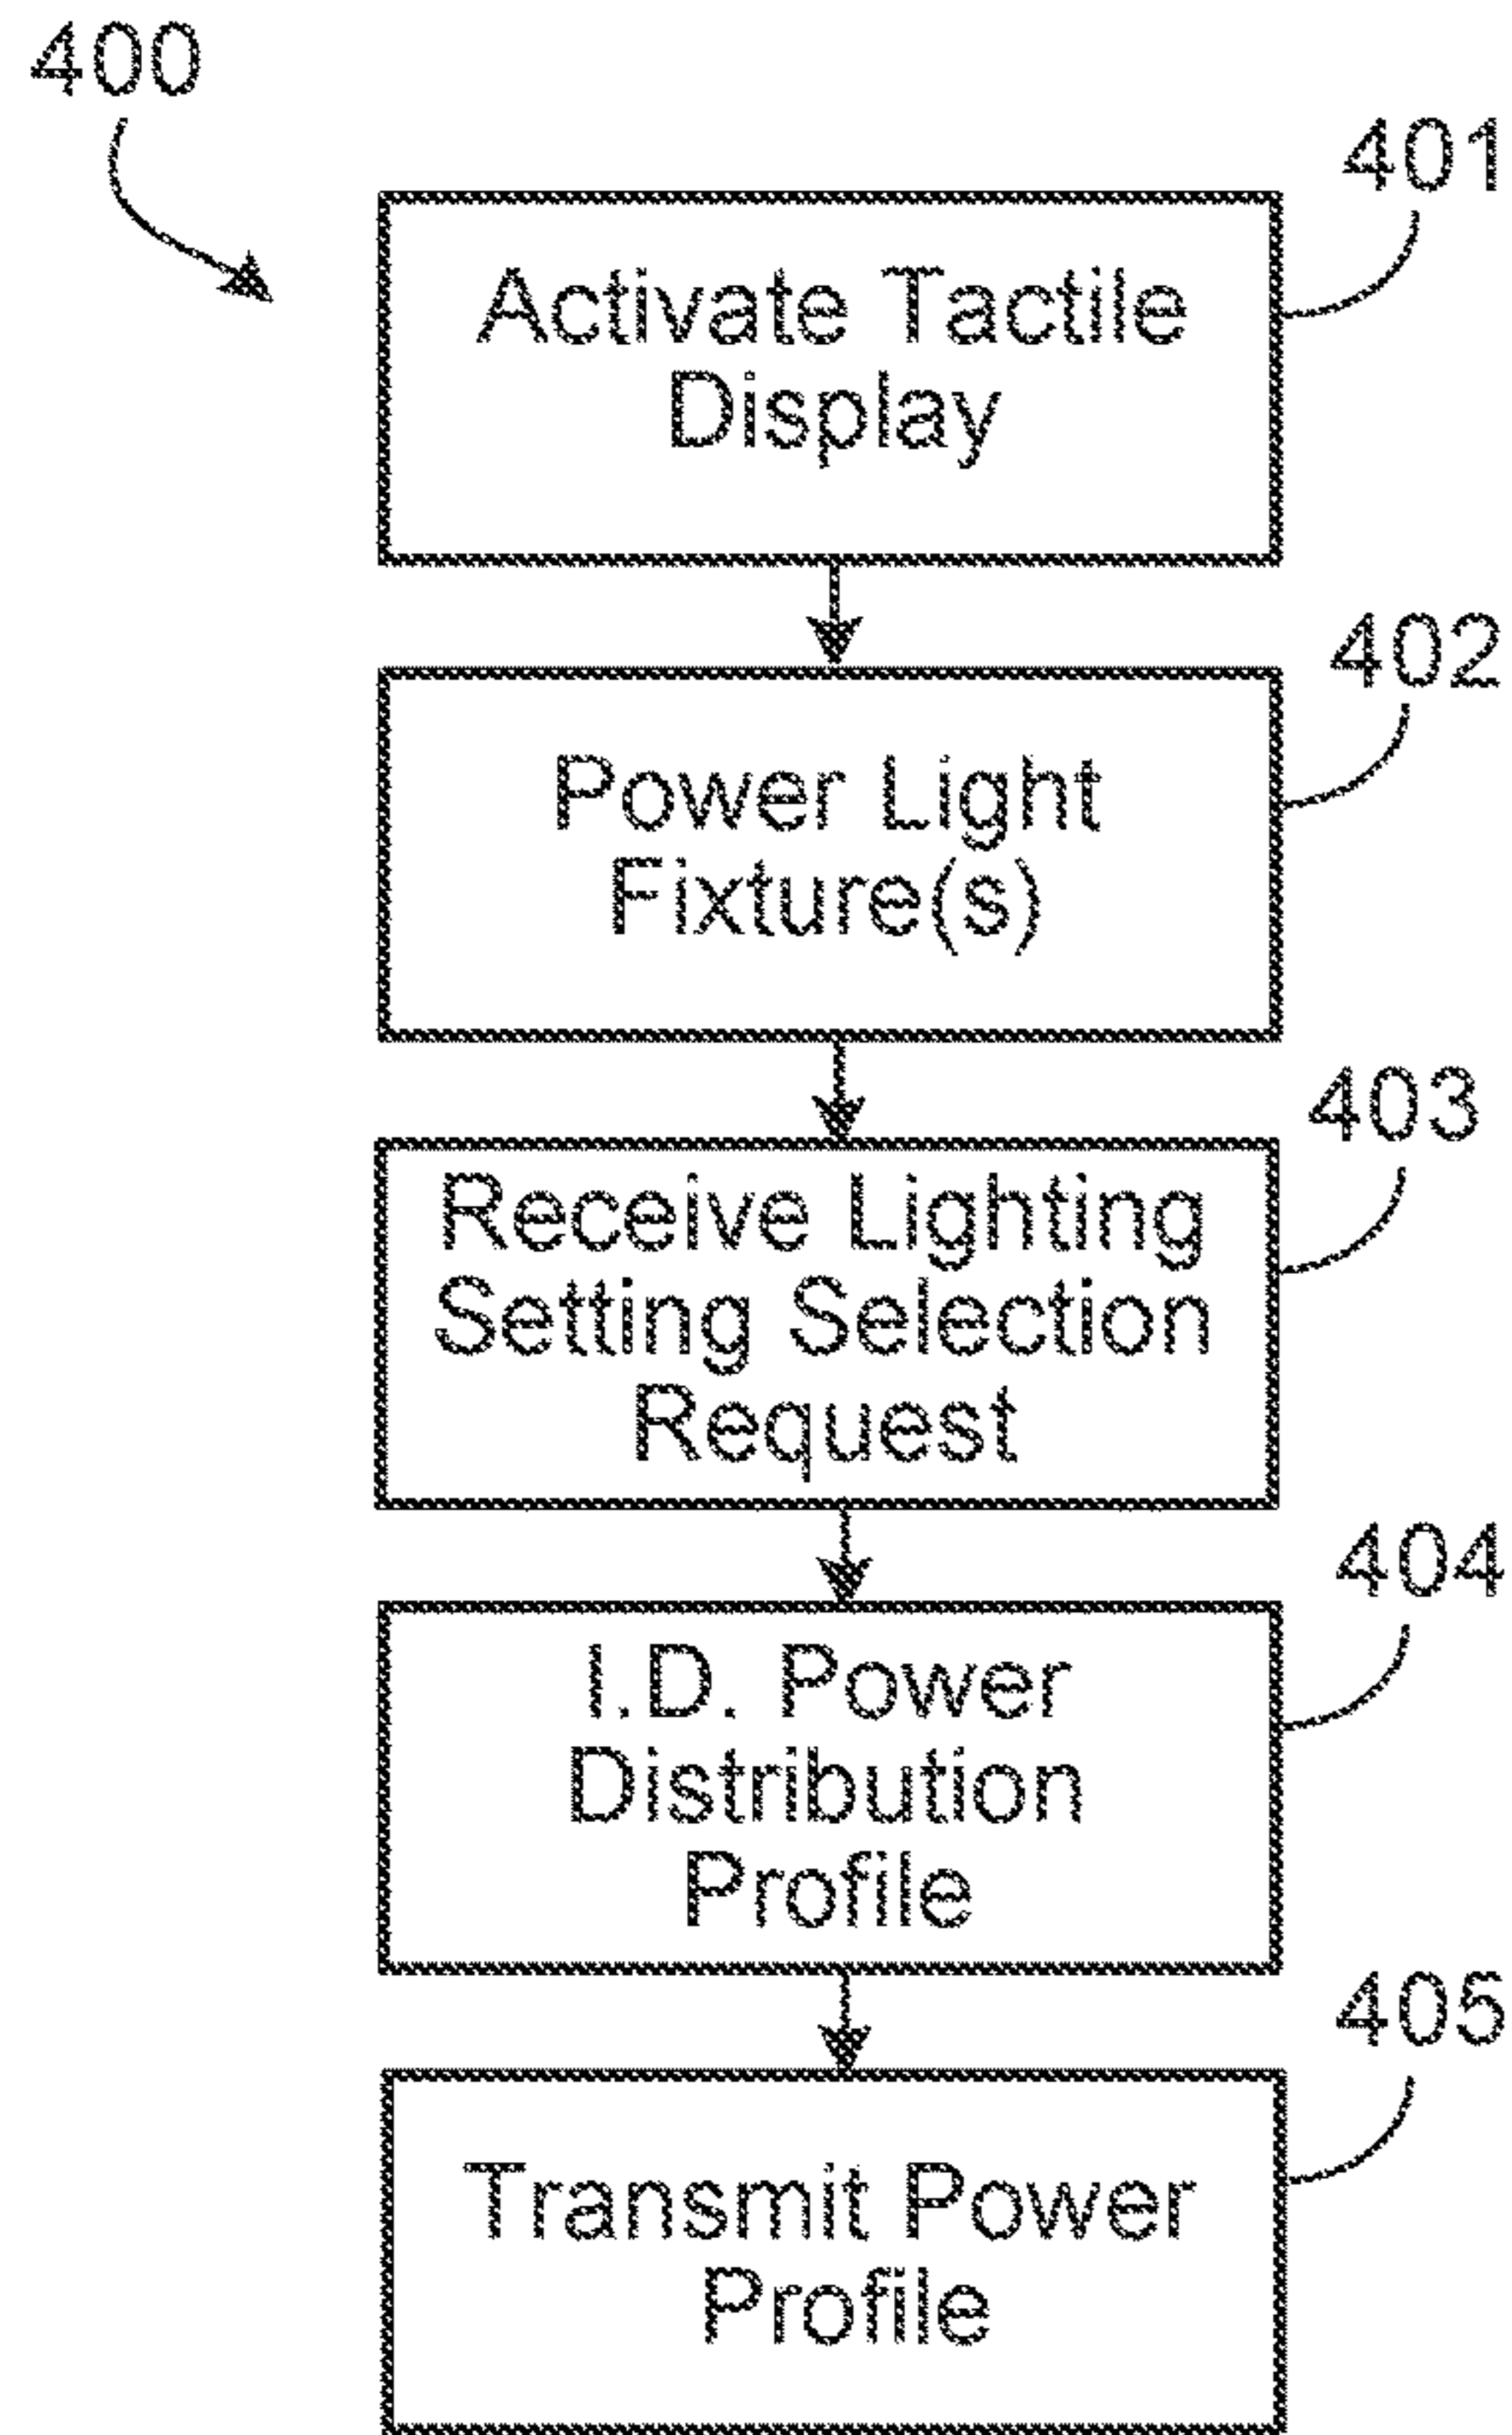 400
401
Activate Tactile
Display
402
Power Light
Fixture(s)
403
Receive Lighting
Setting Selection
Request
404
I.D. Power
Distribution
Profile
405
Transmit Power
Profile